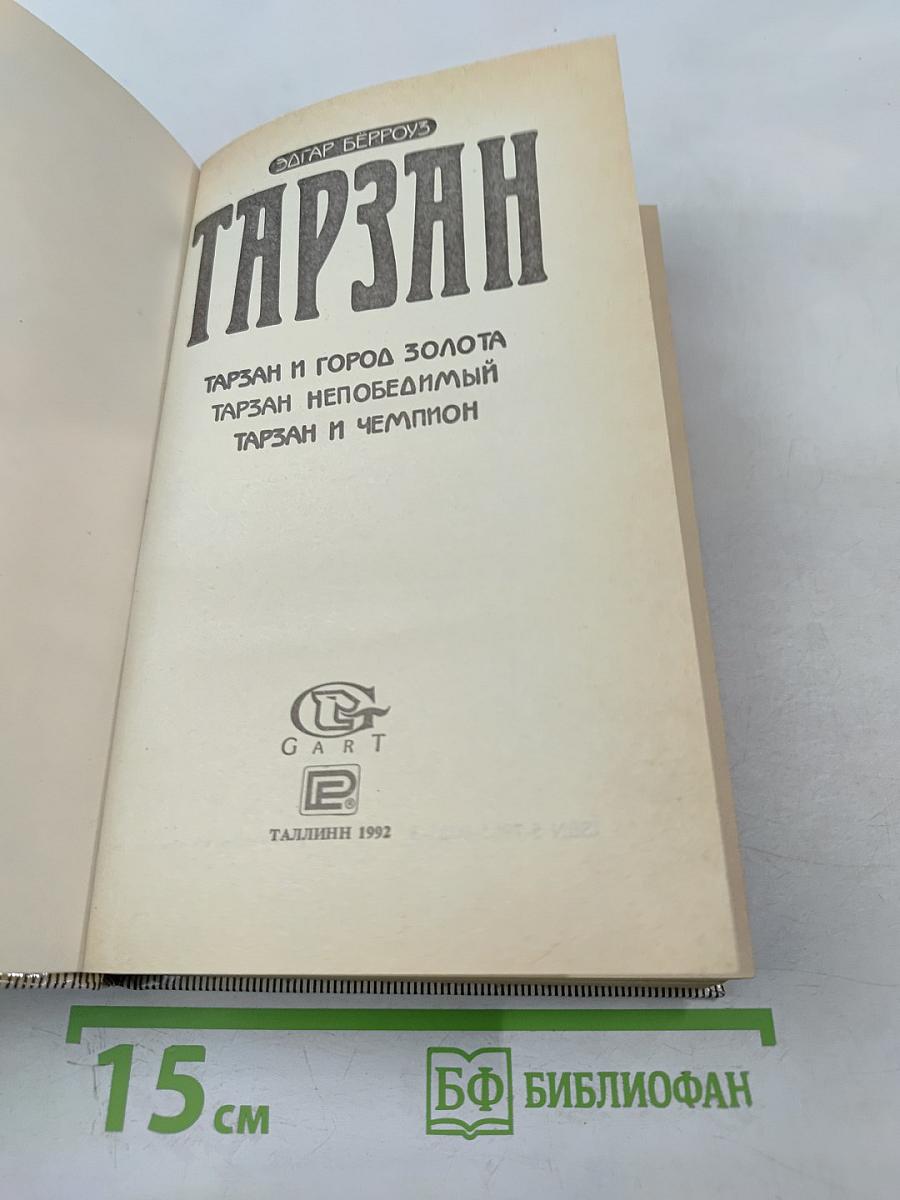 ЭДГАР БЁРРОУЗ
ТАРЗАН
ТАРЗАН И ГОРОД ЗОЛОТА
ТАРЗАН НЕПОБЕДИМЫЙ
ТАРЗАН И ЧЕМПИОН
GART
®
ТАЛЛИНН 1992
15 см
БФ БИБЛИОФАН